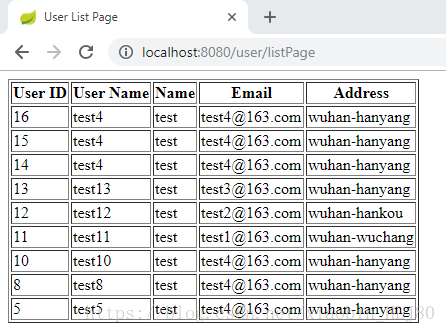 User List Page
localhost:8080/user/listPage
User ID User Name Name Email Address
16 test4 test test4@163.com wuhan-hanyang
15 test4 test test4@163.com wuhan-hanyang
14 test4 test test4@163.com wuhan-hanyang
13 test13 test test3@163.com wuhan-hanyang
12 test12 test test2@163.com wuhan-hankou
11 test11 test test1@163.com wuhan-wuchang
10 test10 test test4@163.com wuhan-hanyang
8 test8 test test4@163.com wuhan-hanyang
5 test5 test test4@163.com wuhan-hanyang